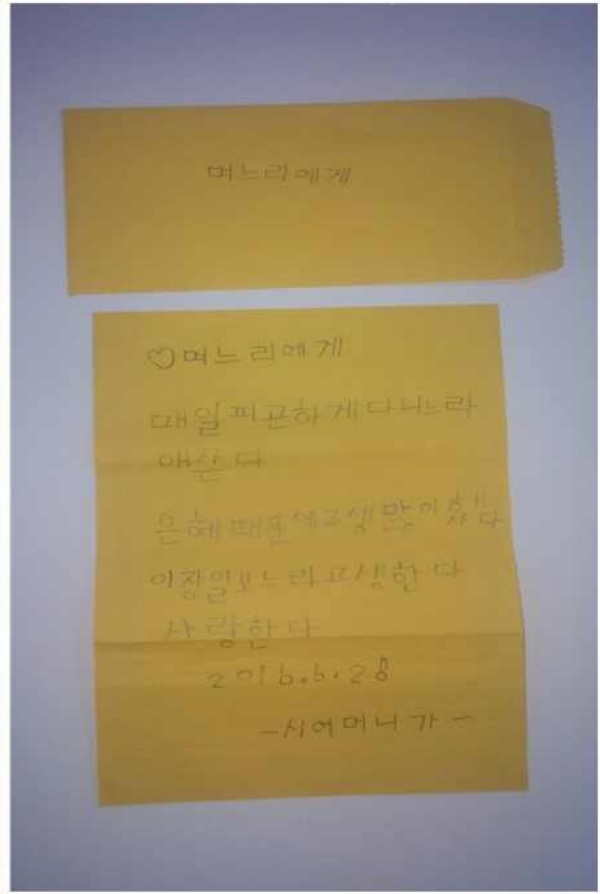 며느리에게
♡며느리에게
매일피곤하게다니느라
애쓴다
은혜때문에고생많이했다
이장일보느리고생한다
사랑한다
2016.6.28
-시어머니가-